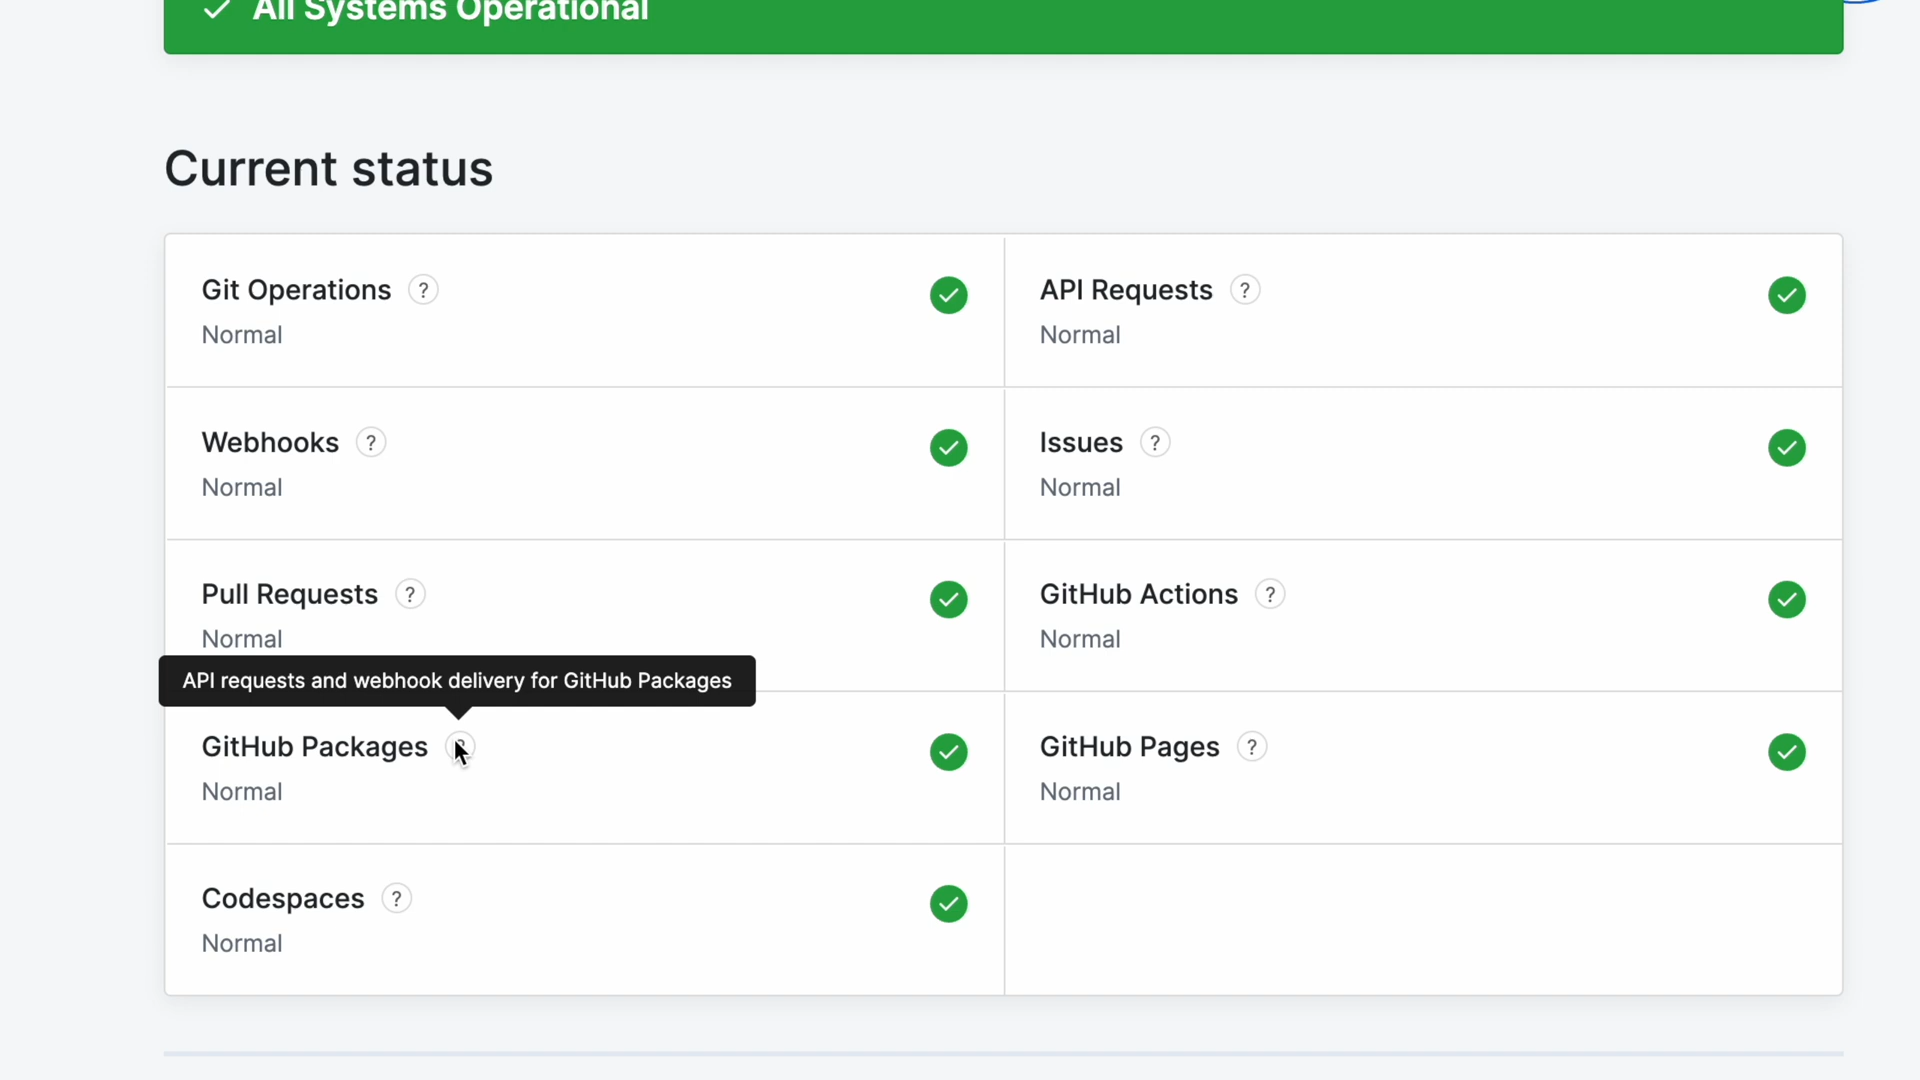 All Systems Operational
Current status
Git Operations ?
Normal
API Requests ?
Normal
Webhooks ?
Normal
Issues ?
Normal
Pull Requests ?
Normal
GitHub Actions ?
Normal
API requests and webhook delivery for GitHub Packages
GitHub Packages
Normal
GitHub Pages ?
Normal
Codespaces ?
Normal